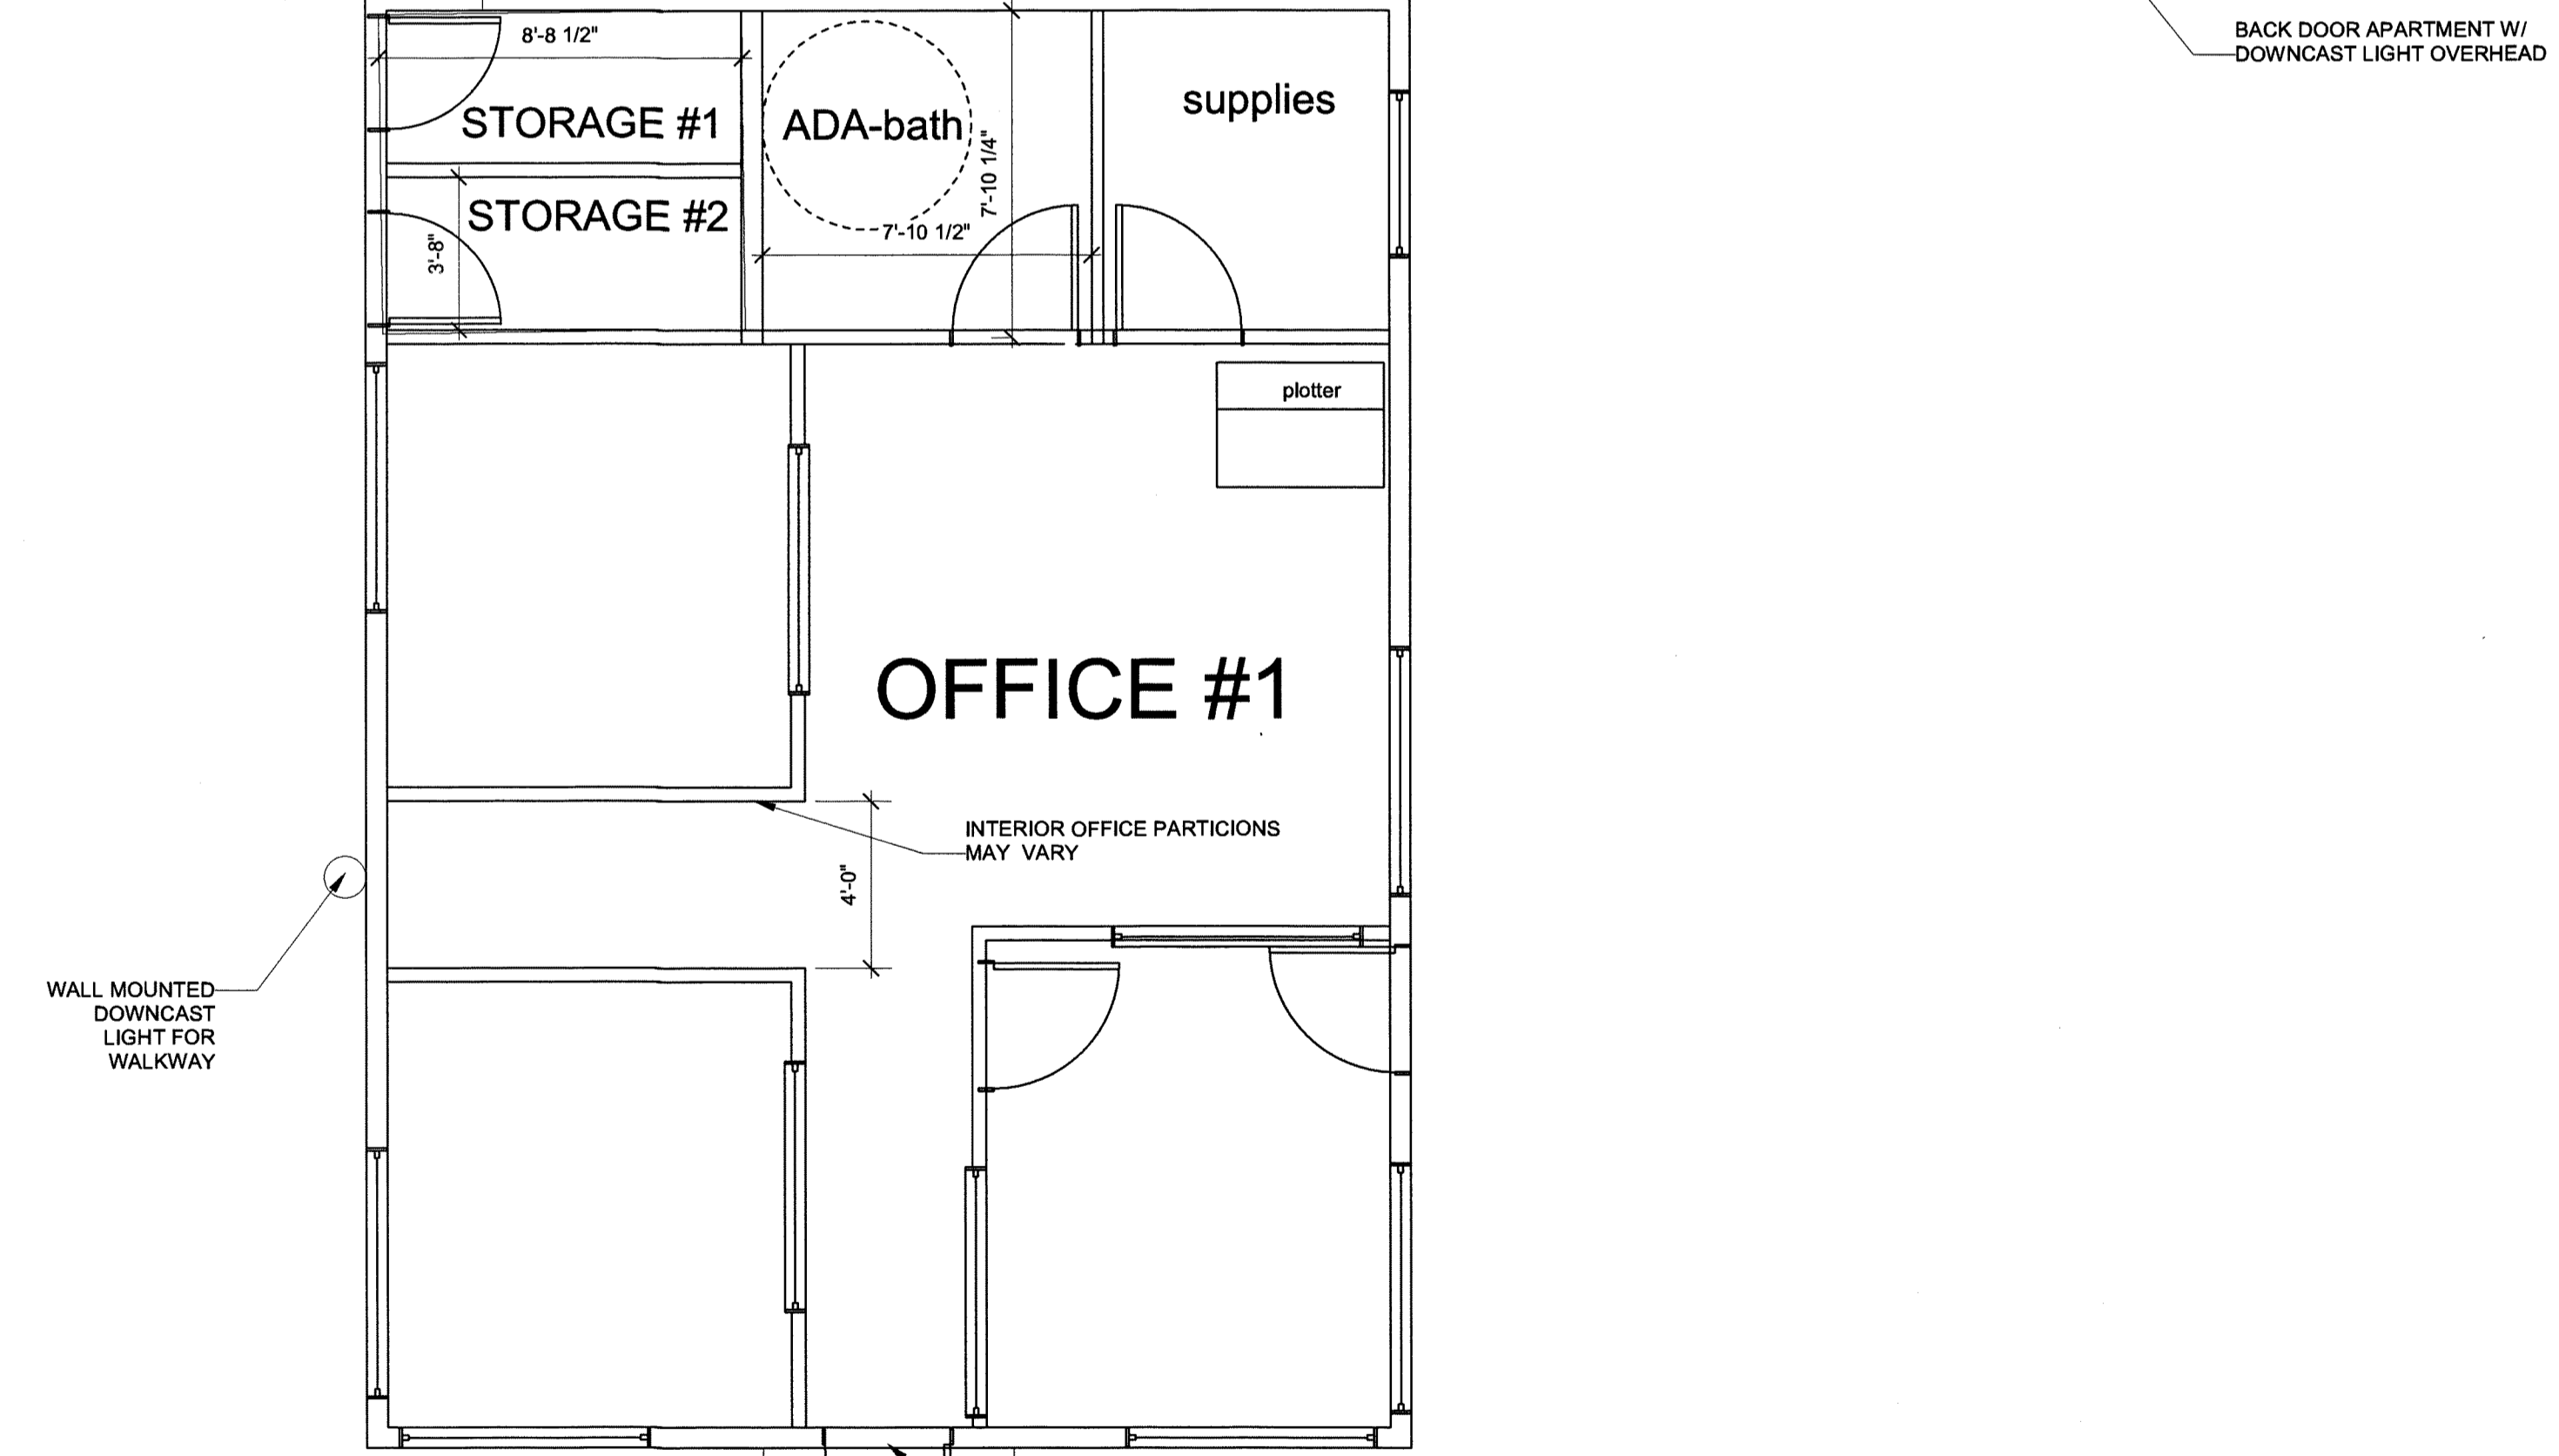 BACK DOOR APARTMENT W/
DOWNCAST LIGHT OVERHEAD
8'-8 1/2"
STORAGE #1
ADA-bath
supplies
7'-10 1/4"
STORAGE #2
7'-10 1/2"
3'-8"
plotter
OFFICE #1
INTERIOR OFFICE PARTICIONS
MAY VARY
4'-0"
WALL MOUNTED
DOWNCAST
LIGHT FOR
WALKWAY